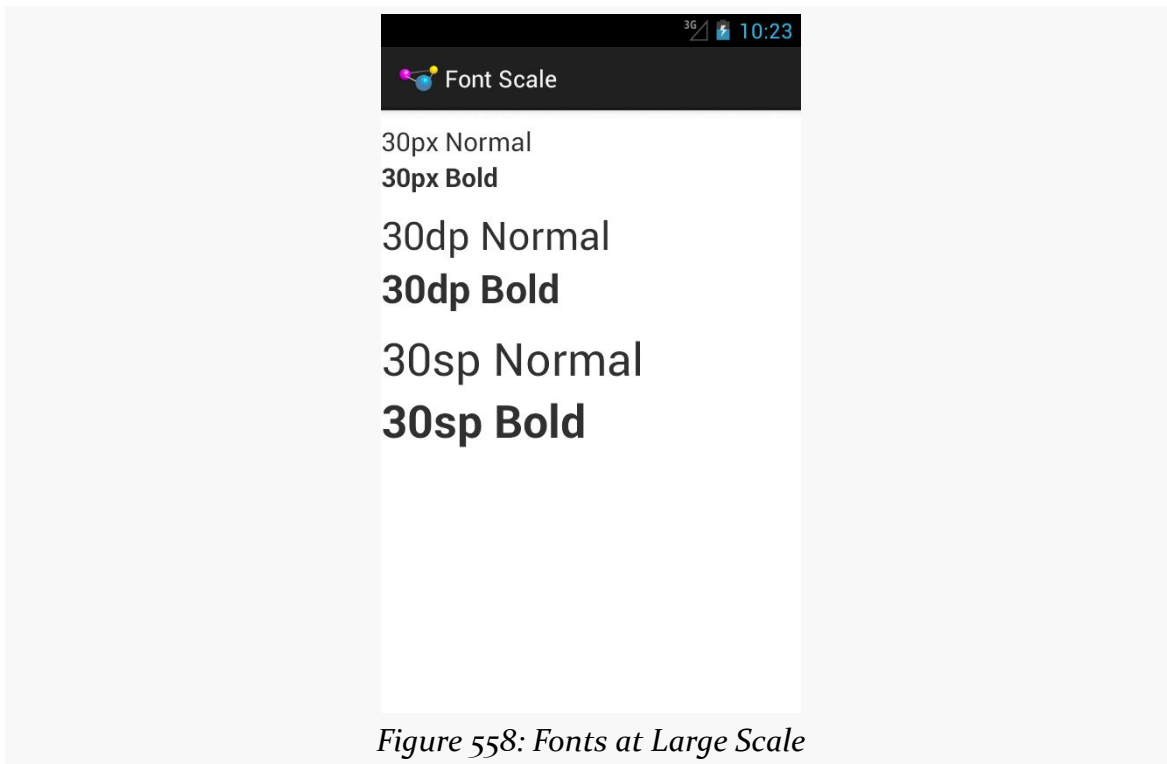 3G 10:23
Font Scale
30px Normal
30px Bold
30dp Normal
30dp Bold
30sp Normal
30sp Bold
Figure 558: Fonts at Large Scale